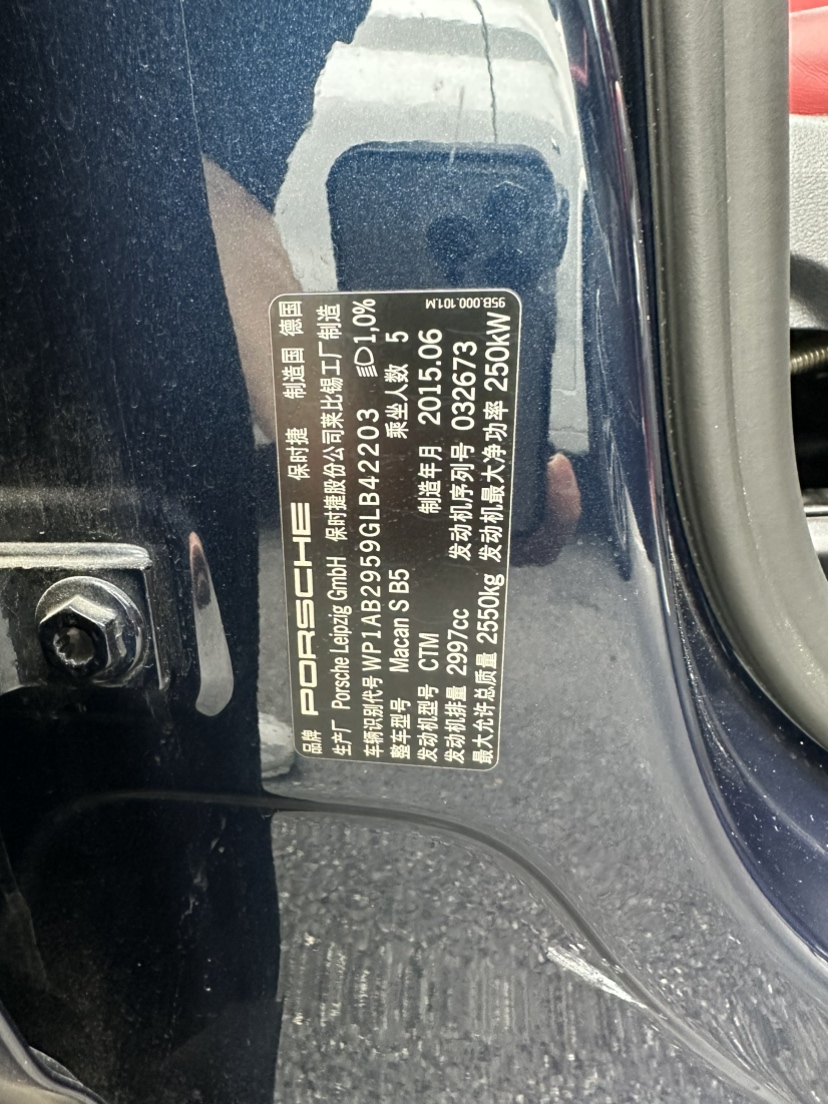 品牌 PORSCHE 保时捷 制造国 德国
生产厂 Porsche Leipzig GmbH 保时捷股份公司莱比锡工厂制造
车辆识别代号 WP1AB2959GLB42203 1,0%
整车型号 Macan S B5 乘坐人数 5
发动机型号 CTM 制造年月 2015.06
发动机排量 2997cc 发动机序列号 032673
最大允许总质量 2550kg 发动机最大净功率 250kW
95B.000.101.M